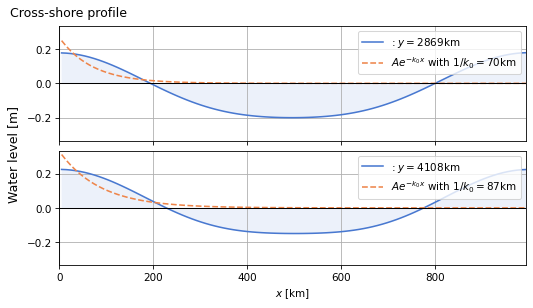 Cross-shore profile
Water level [m]
0.2
0.0
−0.2
: y = 2869km
Ae^{−k₀x} with 1/k₀ = 70km
0.2
0.0
−0.2
: y = 4108km
Ae^{−k₀x} with 1/k₀ = 87km
0 200 400 600 800
x [km]